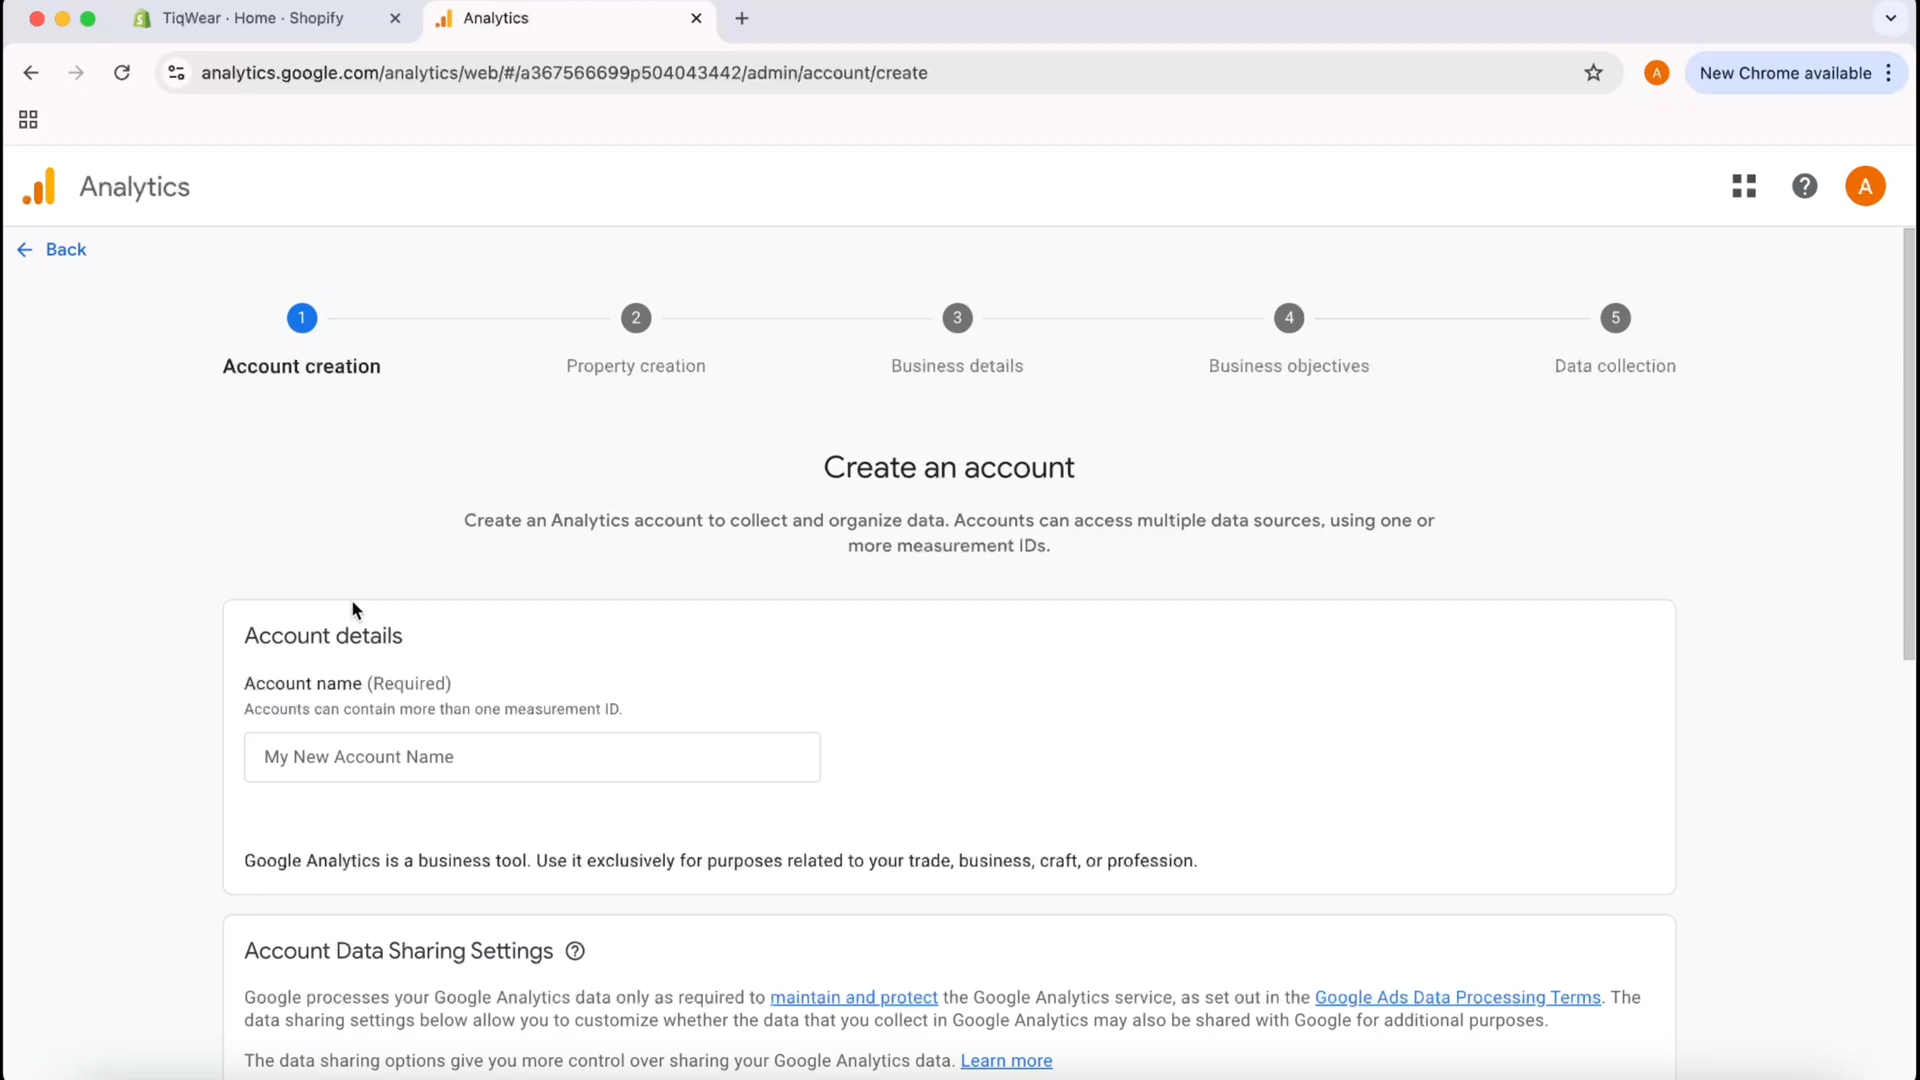 TiqWear · Home · Shopify
Analytics
analytics.google.com/analytics/web/#/a367566699p504043442/admin/account/create
A
New Chrome available
Analytics
A
Back
1
2
3
4
5
Account creation
Property creation
Business details
Business objectives
Data collection
Create an account
Create an Analytics account to collect and organize data. Accounts can access multiple data sources, using one or
more measurement IDs.
Account details
Account name (Required)
Accounts can contain more than one measurement ID.
My New Account Name
Google Analytics is a business tool. Use it exclusively for purposes related to your trade, business, craft, or profession.
Account Data Sharing Settings
Google processes your Google Analytics data only as required to maintain and protect the Google Analytics service, as set out in the Google Ads Data Processing Terms. The
data sharing settings below allow you to customize whether the data that you collect in Google Analytics may also be shared with Google for additional purposes.
The data sharing options give you more control over sharing your Google Analytics data. Learn more